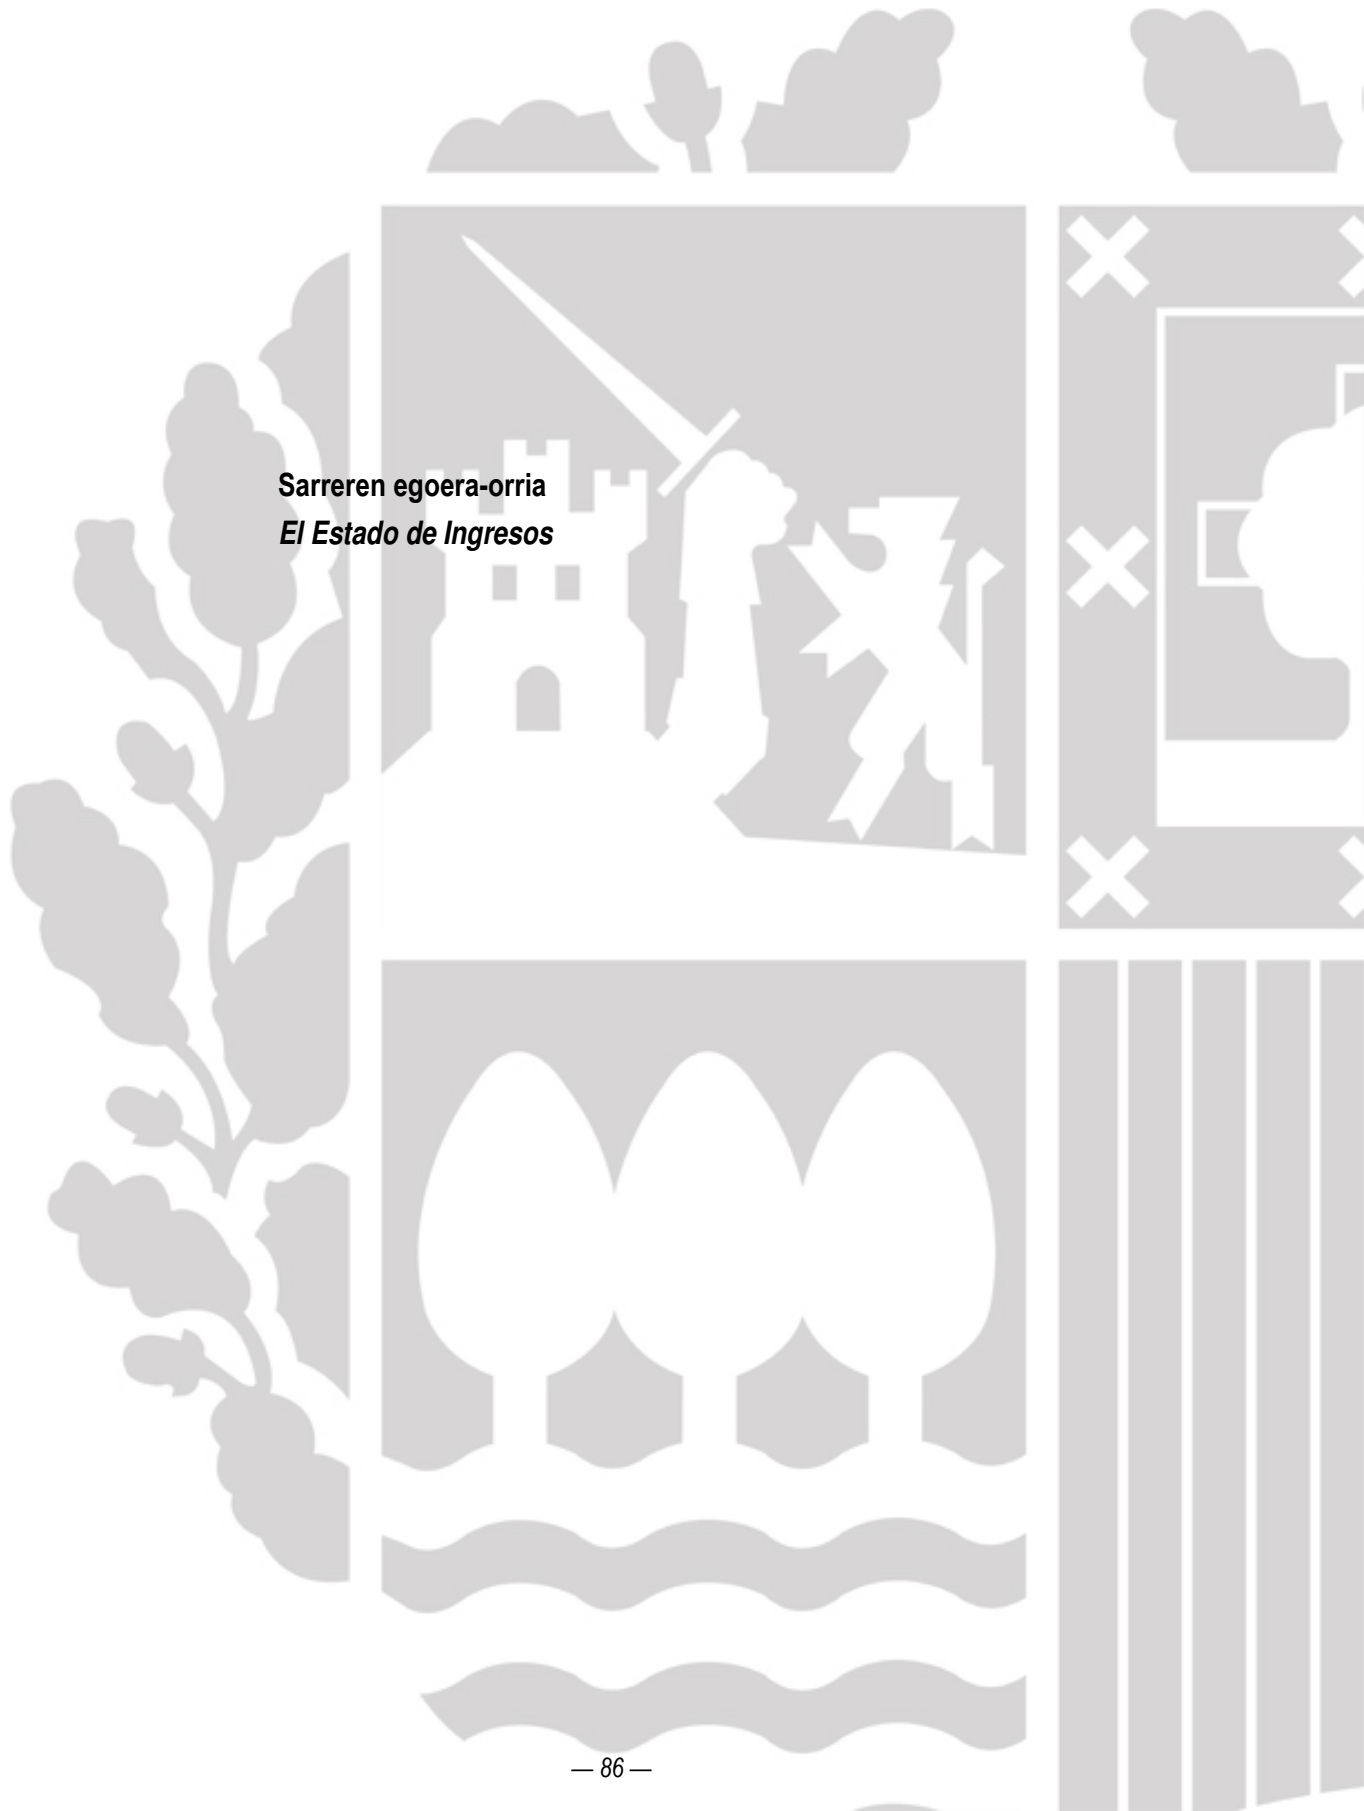 Sarreren egoera-orria
El Estado de Ingresos
— 86 —